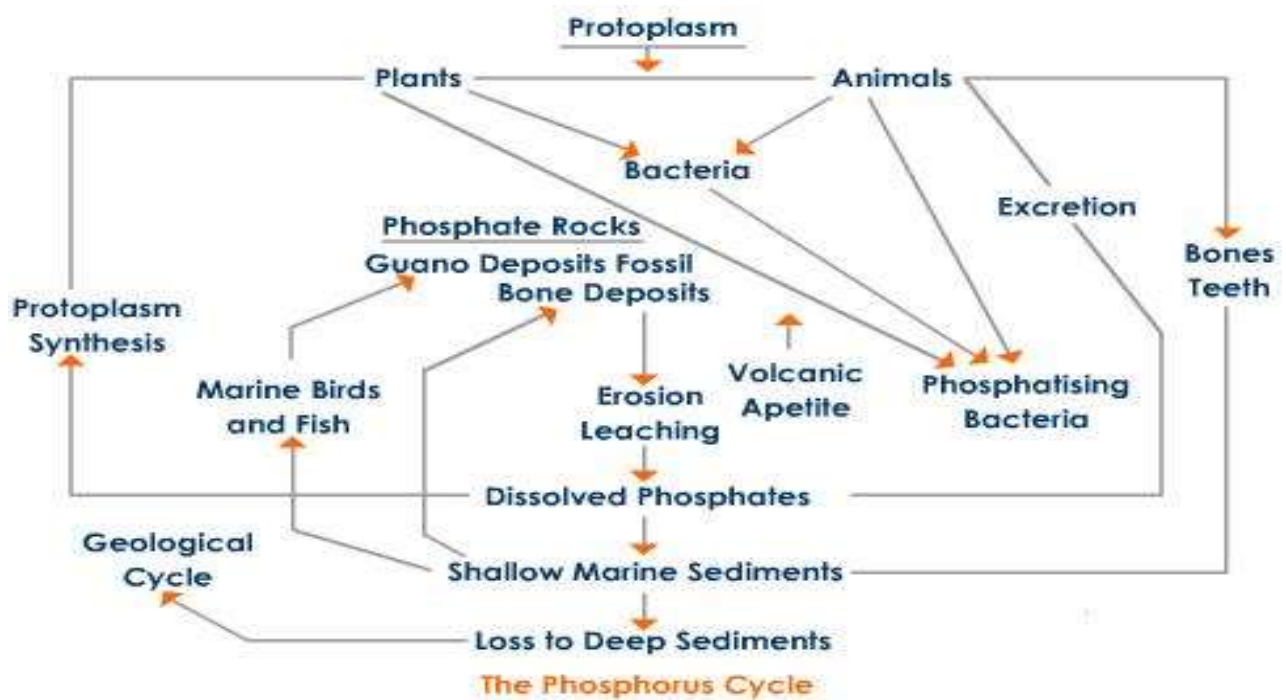 Protoplasm
Plants
Animals
Bacteria
Excretion
Phosphate Rocks
Guano Deposits Fossil
Bone Deposits
Bones
Teeth
Protoplasm
Synthesis
Marine Birds
and Fish
Erosion
Leaching
Volcanic
Apetite
Phosphatising
Bacteria
Dissolved Phosphates
Geological
Cycle
Shallow Marine Sediments
Loss to Deep Sediments
The Phosphorus Cycle